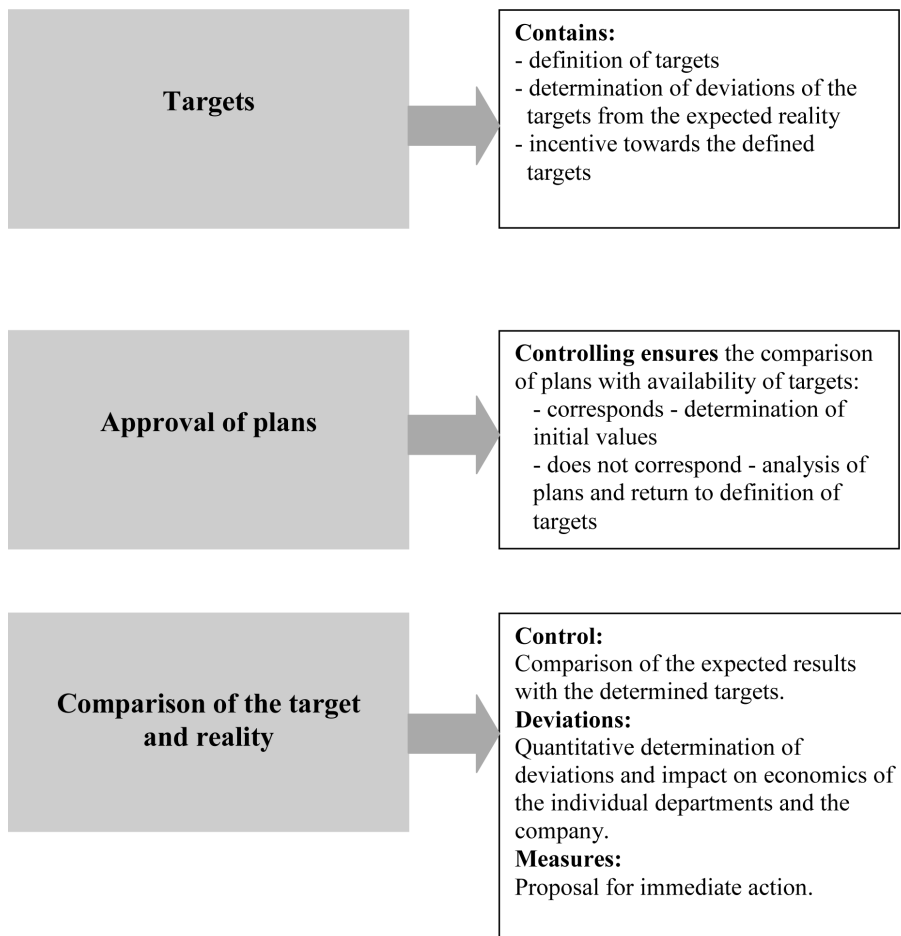 Targets
Contains:
- definition of targets
- determination of deviations of the
targets from the expected reality
- incentive towards the defined
targets
Approval of plans
Controlling ensures the comparison
of plans with availability of targets:
- corresponds - determination of
initial values
- does not correspond - analysis of
plans and return to definition of
targets
Comparison of the target
and reality
Control:
Comparison of the expected results
with the determined targets.
Deviations:
Quantitative determination of
deviations and impact on economics of
the individual departments and the
company.
Measures:
Proposal for immediate action.